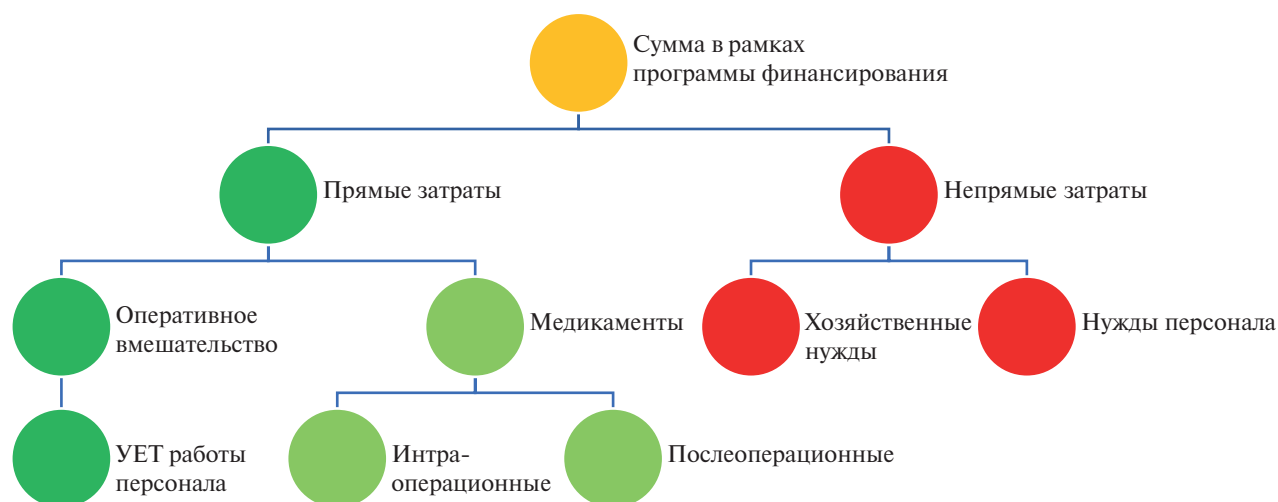 Сумма в рамках
программы финансирования
Прямые затраты
Непрямые затраты
Оперативное
вмешательство
Медикаменты
Хозяйственные
нужды
Нужды персонала
УЕТ работы
персонала
Интра-
операционные
Послеоперационные